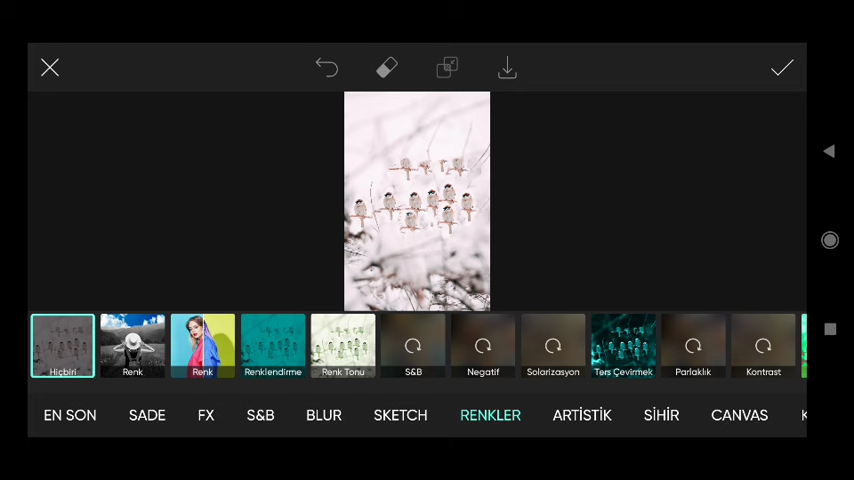 Hiçbiri Renk Renk Renklendirme Renk Tonu S&B Negatif Solarizasyon Ters Çevirmek Parlaklık Kontrast
EN SON SADE FX S&B BLUR SKETCH RENKLER ARTİSTİK SİHİR CANVAS